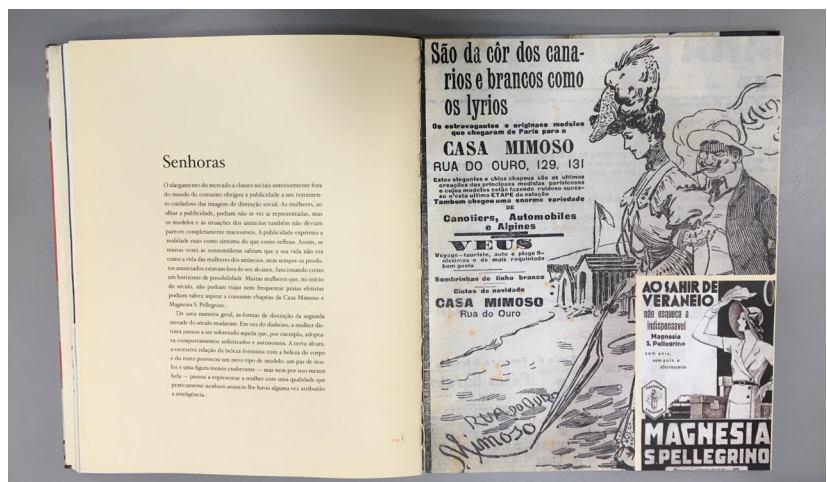 Senhoras
O alargamento do mercado a classes sociais anteriormente fora
do mundo do consumo obrigou a publicidade a um tratamen-
to cuidadoso das imagens de distinção social. As mulheres, ao
olhar a publicidade, podiam não se ver aí representadas, mas
os modelos e as situações dos anúncios também não deviam
parecer completamente inacessíveis. A publicidade exprimia a
realidade mais como sintoma do que como reflexo. Assim, se
muitas vezes as consumidoras sabiam que a sua vida não era
como a vida das mulheres dos anúncios, nem sempre os produ-
tos anunciados estavam fora do seu alcance, funcionando como
um horizonte de possibilidade. Muitas mulheres que, no início
do século, não podiam viajar nem frequentar praias elitistas
podiam talvez aspirar a consumir chapéus da Casa Mimoso e
Magnesia S. Pellegrino.
De uma maneira geral, as formas de distinção da segunda
metade do século mudaram. Em vez do dinheiro, a mulher dis-
tinta passou a ser sobretudo aquela que, por exemplo, adopta-
va comportamentos sofisticados e autónomos. A certa altura,
a excessiva relação da beleza feminina com a beleza do corpo
e do rosto provocou um novo tipo de modelo: um par de ócu-
los e uma figura menos exuberante — mas nem por isso menos
bela — passou a representar a mulher com uma qualidade que
praticamente nenhum anúncio lhe havia alguma vez atribuído:
a inteligência.
São da côr dos cana-
rios e brancos como
os lyrios
Os extravagantes e originaes modelos
que chegaram de Paris para a
CASA MIMOSO
RUA DO OURO, 129, 131
Estes elegantes e chics chapeus são as ultimas
creações das principaes modistas parisienses
e cujos modelos estão fazendo ruidoso succes-
so n'esta ultima ETAPE da estação
Tambem chegou uma enorme variedade
DE
Canotiers, Automobiles
e Alpines
VEUS
Voyage—touriste, auto e plage fi-
nissimos e do mais requintado
bom gosto
Sombrinhas de linho branco
Cintos de novidade
CASA MIMOSO
Rua do Ouro
RUA DO OURO
Mimoso
AO SAHIR DE
VERANEIO
não esqueça a
indispensavel
Magnesia
S. Pellegrino
com anis,
sem anis e
effervescente
MAGNESIA
S. PELLEGRINO